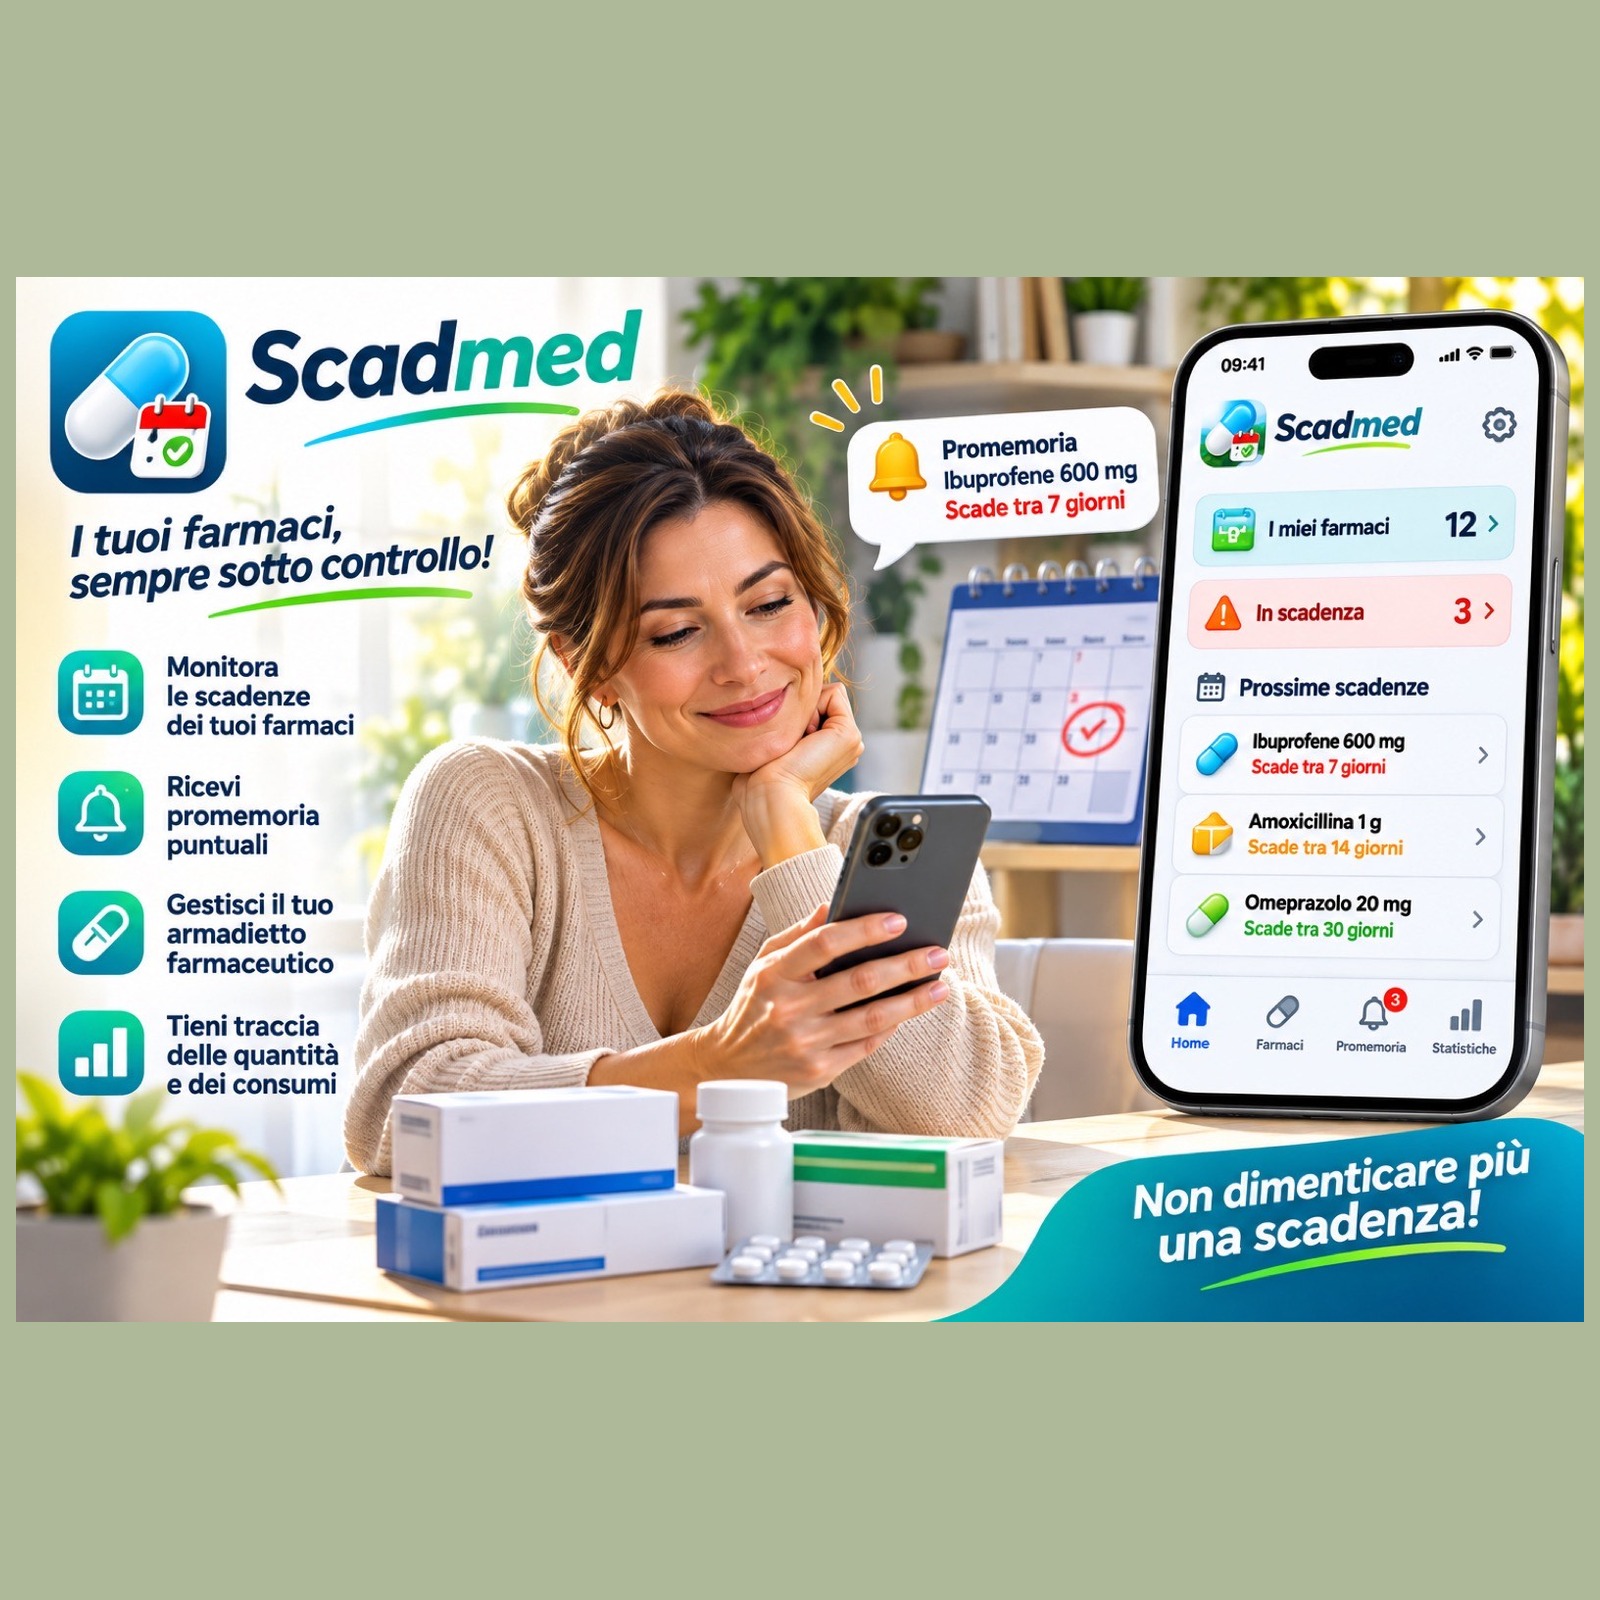 Scadmed
I tuoi farmaci,
sempre sotto controllo!
Monitora
le scadenze
dei tuoi farmaci
Ricevi
promemoria
puntuali
Gestisci il tuo
armadietto
farmaceutico
Tieni traccia
delle quantità
e dei consumi
Promemoria
Ibuprofene 600 mg
Scade tra 7 giorni
09:41
Scadmed
I miei farmaci 12
In scadenza 3
Prossime scadenze
Ibuprofene 600 mg
Scade tra 7 giorni
Amoxicillina 1 g
Scade tra 14 giorni
Omeprazolo 20 mg
Scade tra 30 giorni
3
Home Farmaci Promemoria Statistiche
Non dimenticare più
una scadenza!